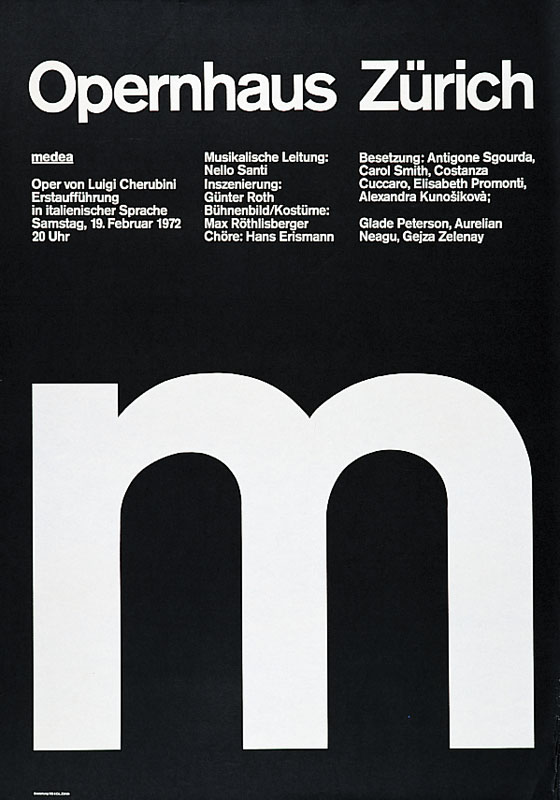 Opernhaus Zürich
medea
Oper von Luigi Cherubini
Erstaufführung
in italienischer Sprache
Samstag, 19. Februar 1972
20 Uhr
Musikalische Leitung:
Nello Santi
Inszenierung:
Günter Roth
Bühnenbild/Kostüme:
Max Röthlisberger
Chöre: Hans Erismann
Besetzung: Antigone Sgourda,
Carol Smith, Costanza
Cuccaro, Elisabeth Promonti,
Alexandra Kunošikovà;
Glade Peterson, Aurelian
Neagu, Gejza Zelenay
m